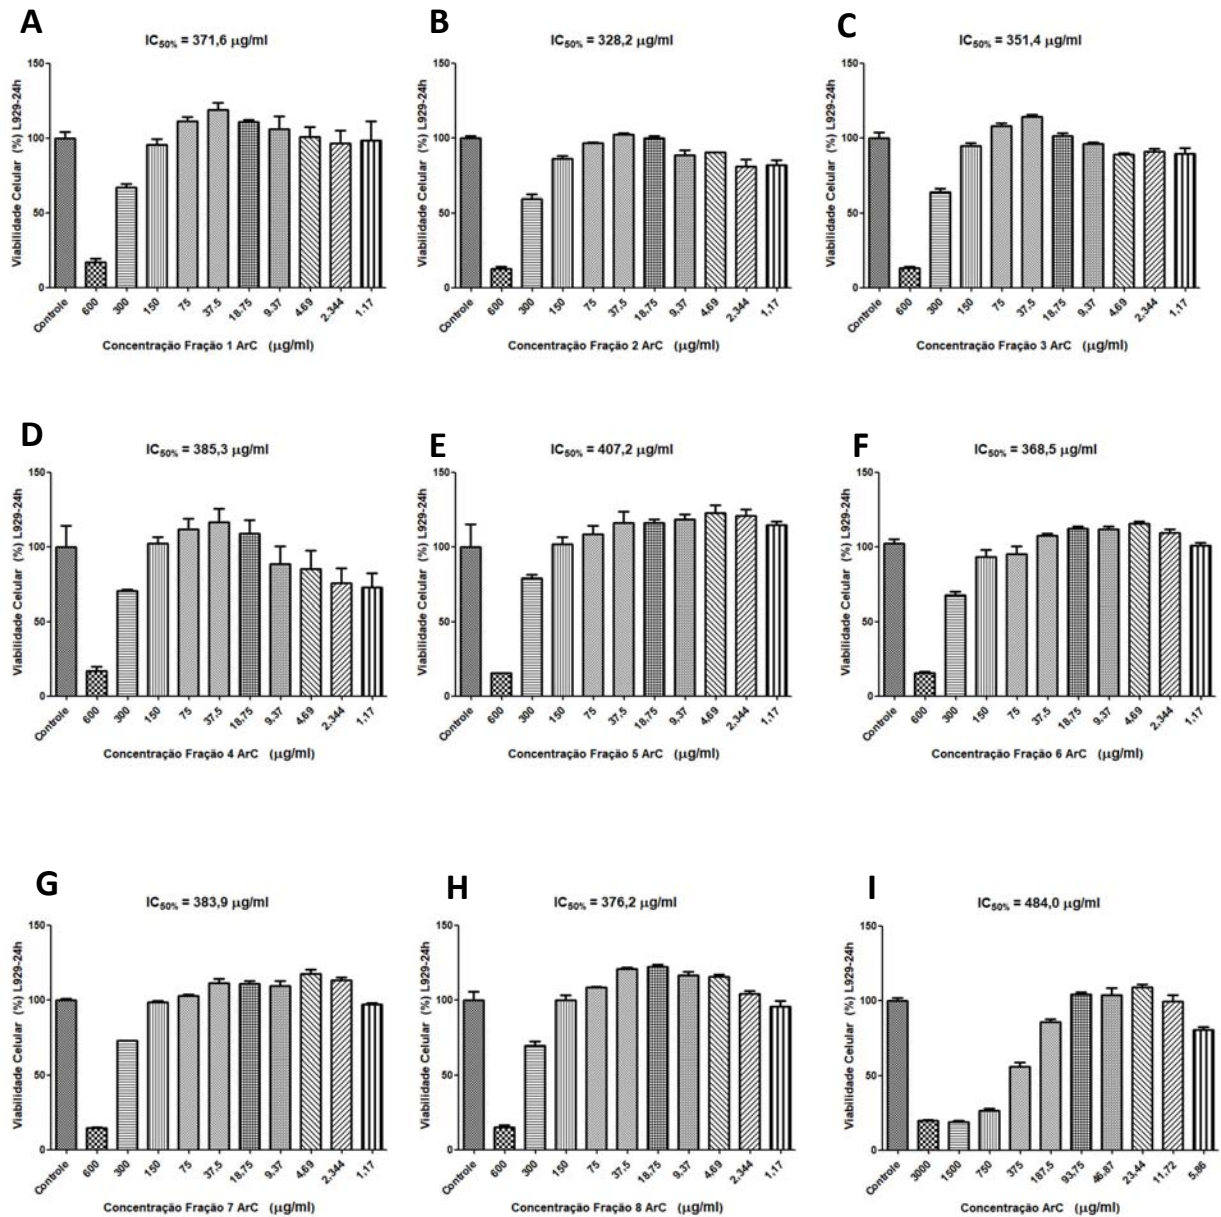 A
IC50% = 371,6 µg/ml
Viabilidade Celular (%) L929-24h
150
100
50
0
Controle 600 300 150 75 37.5 18.75 9.37 4.69 2.344 1.17
Concentração Fração 1 ArC (µg/ml)
B
IC50% = 328,2 µg/ml
Viabilidade Celular (%) L929-24h
150
100
50
0
Controle 600 300 150 75 37.5 18.75 9.37 4.69 2.344 1.17
Concentração Fração 2 ArC (µg/ml)
C
IC50% = 351,4 µg/ml
Viabilidade Celular (%) L929-24h
150
100
50
0
Controle 600 300 150 75 37.5 18.75 9.37 4.69 2.344 1.17
Concentração Fração 3 ArC (µg/ml)
D
IC50% = 385,3 µg/ml
Viabilidade Celular (%) L929-24h
150
100
50
0
Controle 600 300 150 75 37.5 18.75 9.37 4.69 2.344 1.17
Concentração Fração 4 ArC (µg/ml)
E
IC50% = 407,2 µg/ml
Viabilidade Celular (%) L929-24h
150
100
50
0
Controle 600 300 150 75 37.5 18.75 9.37 4.69 2.344 1.17
Concentração Fração 5 ArC (µg/ml)
F
IC50% = 368,5 µg/ml
Viabilidade Celular (%) L929-24h
150
100
50
0
Controle 600 300 150 75 37.5 18.75 9.37 4.69 2.344 1.17
Concentração Fração 6 ArC (µg/ml)
G
IC50% = 383,9 µg/ml
Viabilidade Celular (%) L929-24h
150
100
50
0
Controle 600 300 150 75 37.5 18.75 9.37 4.69 2.344 1.17
Concentração Fração 7 ArC (µg/ml)
H
IC50% = 376,2 µg/ml
Viabilidade Celular (%) L929-24h
150
100
50
0
Controle 600 300 150 75 37.5 18.75 9.37 4.69 2.344 1.17
Concentração Fração 8 ArC (µg/ml)
I
IC50% = 484,0 µg/ml
Viabilidade Celular (%) L929-24h
150
100
50
0
Controle 3000 1500 750 375 187.5 93.75 46.87 23.44 11.72 5.86
Concentração ArC (µg/ml)